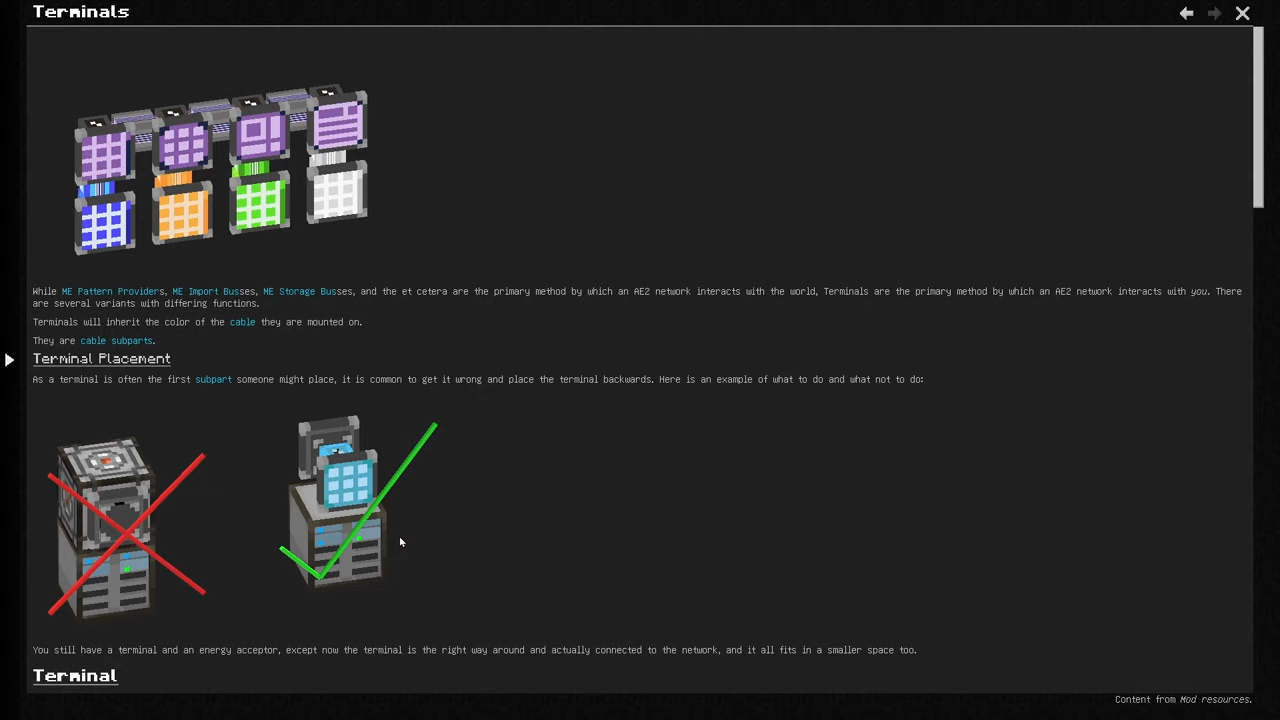 Terminals
While ME Pattern Providers, ME Import Busses, ME Storage Busses, and the et cetera are the primary method by which an AE2 network interacts with the world, Terminals are the primary method by which an AE2 network interacts with you. There
are several variants with differing functions.
Terminals will inherit the color of the cable they are mounted on.
They are cable subparts.
Terminal Placement
As a terminal is often the first subpart someone might place, it is common to get it wrong and place the terminal backwards. Here is an example of what to do and what not to do:
You still have a terminal and an energy acceptor, except now the terminal is the right way around and actually connected to the network, and it all fits in a smaller space too.
Terminal
Content from Mod resources.